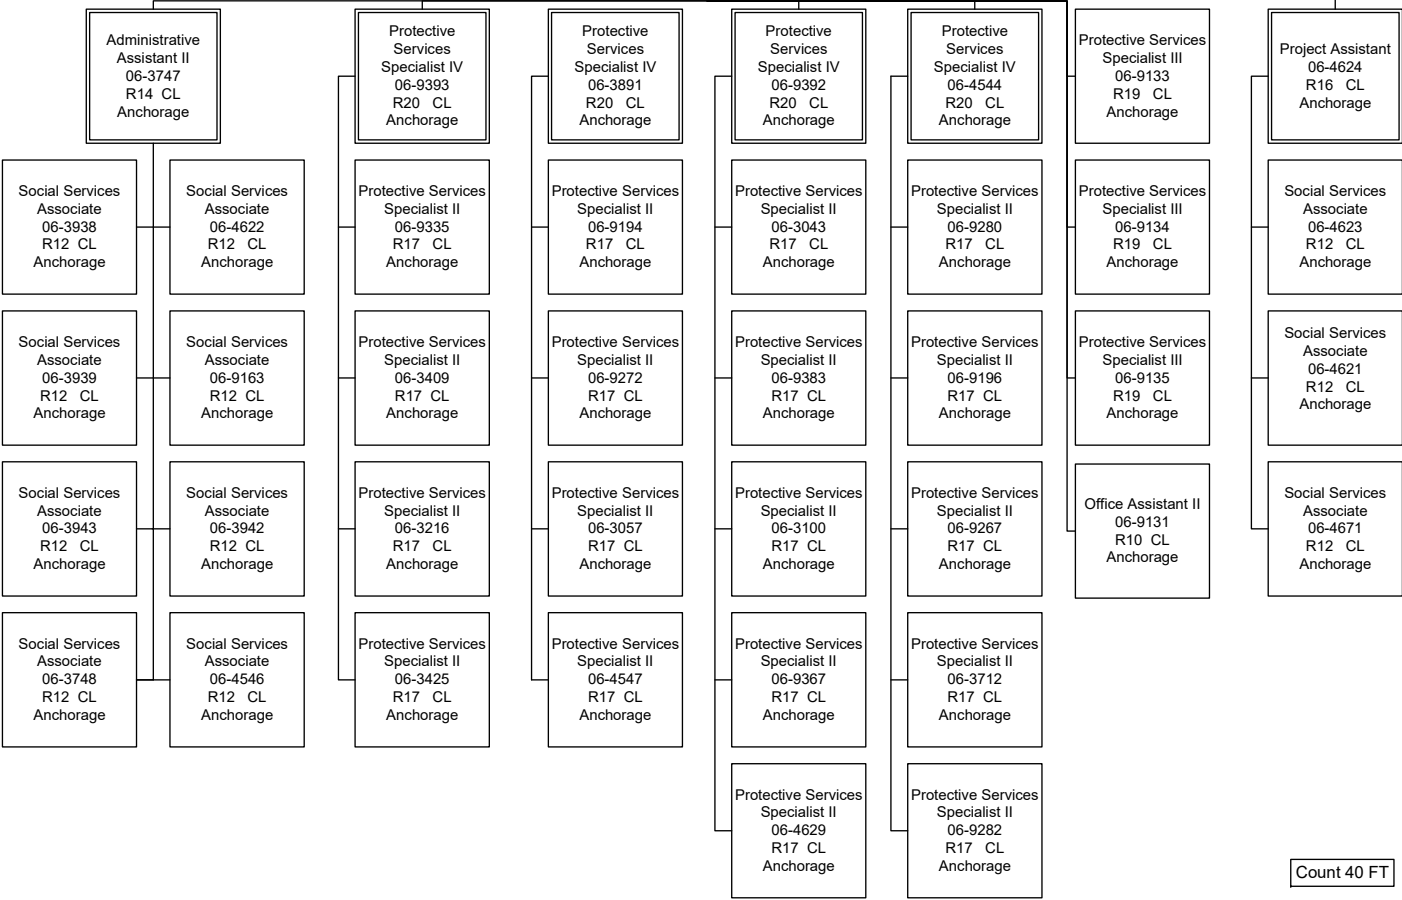 Administrative
Assistant II
06-3747
R14 CL
Anchorage
Social Services
Associate
06-3938
R12 CL
Anchorage
Social Services
Associate
06-4622
R12 CL
Anchorage
Social Services
Associate
06-3939
R12 CL
Anchorage
Social Services
Associate
06-9163
R12 CL
Anchorage
Social Services
Associate
06-3943
R12 CL
Anchorage
Social Services
Associate
06-3942
R12 CL
Anchorage
Social Services
Associate
06-3748
R12 CL
Anchorage
Social Services
Associate
06-4546
R12 CL
Anchorage
Protective
Services
Specialist IV
06-9393
R20 CL
Anchorage
Protective Services
Specialist II
06-9335
R17 CL
Anchorage
Protective Services
Specialist II
06-3409
R17 CL
Anchorage
Protective Services
Specialist II
06-3216
R17 CL
Anchorage
Protective Services
Specialist II
06-3425
R17 CL
Anchorage
Protective
Services
Specialist IV
06-3891
R20 CL
Anchorage
Protective Services
Specialist II
06-9194
R17 CL
Anchorage
Protective Services
Specialist II
06-9272
R17 CL
Anchorage
Protective Services
Specialist II
06-3057
R17 CL
Anchorage
Protective Services
Specialist II
06-4547
R17 CL
Anchorage
Protective
Services
Specialist IV
06-9392
R20 CL
Anchorage
Protective Services
Specialist II
06-3043
R17 CL
Anchorage
Protective Services
Specialist II
06-9383
R17 CL
Anchorage
Protective Services
Specialist II
06-3100
R17 CL
Anchorage
Protective Services
Specialist II
06-9367
R17 CL
Anchorage
Protective Services
Specialist II
06-4629
R17 CL
Anchorage
Protective
Services
Specialist IV
06-4544
R20 CL
Anchorage
Protective Services
Specialist II
06-9280
R17 CL
Anchorage
Protective Services
Specialist II
06-9196
R17 CL
Anchorage
Protective Services
Specialist II
06-9267
R17 CL
Anchorage
Protective Services
Specialist II
06-3712
R17 CL
Anchorage
Protective Services
Specialist II
06-9282
R17 CL
Anchorage
Protective Services
Specialist III
06-9133
R19 CL
Anchorage
Protective Services
Specialist III
06-9134
R19 CL
Anchorage
Protective Services
Specialist III
06-9135
R19 CL
Anchorage
Office Assistant II
06-9131
R10 CL
Anchorage
Project Assistant
06-4624
R16 CL
Anchorage
Social Services
Associate
06-4623
R12 CL
Anchorage
Social Services
Associate
06-4621
R12 CL
Anchorage
Social Services
Associate
06-4671
R12 CL
Anchorage
Count 40 FT